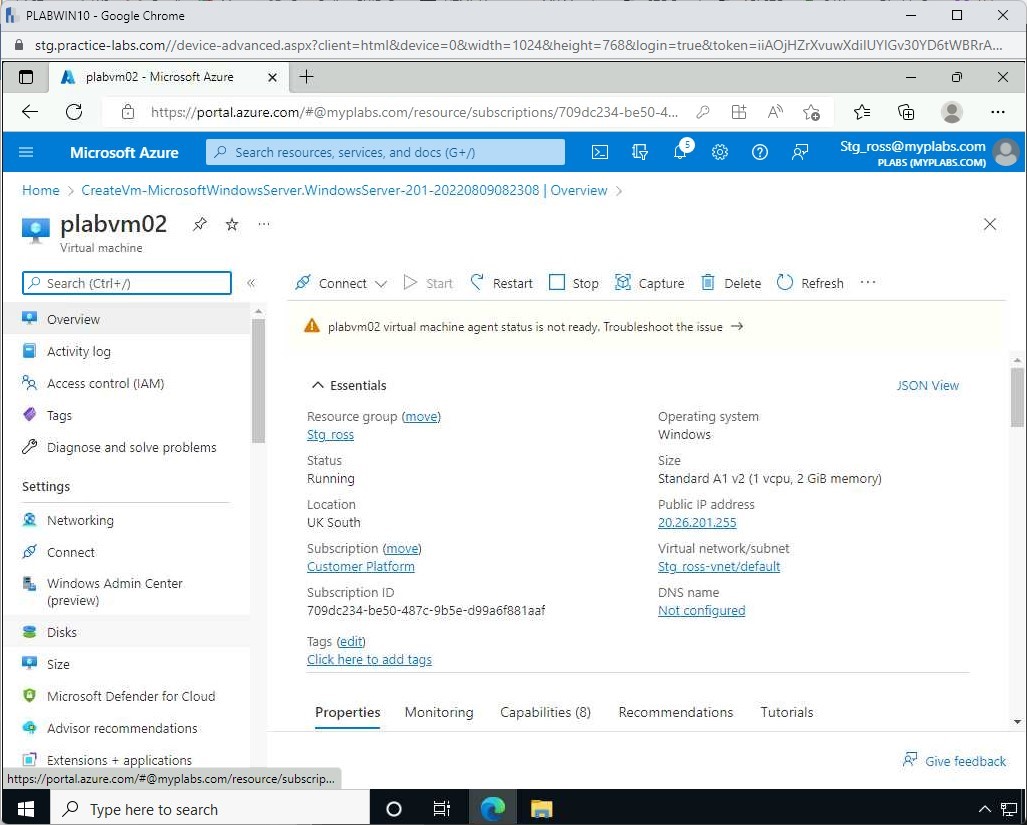 PLABWIN10 - Google Chrome
stg.practice-labs.com//device-advanced.aspx?client=html&device=0&width=1024&height=768&login=true&token=iiAOjHZrXvuwXdilUYIGv30YD6tWBRrA...
plabvm02 - Microsoft Azure
https://portal.azure.com/#@myplabs.com/resource/subscriptions/709dc234-be50-4...
Microsoft Azure
Search resources, services, and docs (G+/)
5
Stg_ross@myplabs.com
PLABS (MYPLABS.COM)
Home > CreateVm-MicrosoftWindowsServer.WindowsServer-201-20220809082308 | Overview >
plabvm02
Virtual machine
Search (Ctrl+/)
«
Connect
Start
Restart
Stop
Capture
Delete
Refresh
...
Overview
Activity log
Access control (IAM)
Tags
Diagnose and solve problems
Settings
Networking
Connect
Windows Admin Center
(preview)
Disks
Size
Microsoft Defender for Cloud
Advisor recommendations
Extensions + applications
plabvm02 virtual machine agent status is not ready. Troubleshoot the issue →
Essentials
JSON View
Resource group (move)
Stg_ross
Status
Running
Location
UK South
Subscription (move)
Customer Platform
Subscription ID
709dc234-be50-487c-9b5e-d99a6f881aaf
Tags (edit)
Click here to add tags
Operating system
Windows
Size
Standard A1 v2 (1 vcpu, 2 GiB memory)
Public IP address
20.26.201.255
Virtual network/subnet
Stg_ross-vnet/default
DNS name
Not configured
Properties
Monitoring
Capabilities (8)
Recommendations
Tutorials
Give feedback
https://portal.azure.com/#@myplabs.com/resource/subscrip...
Type here to search